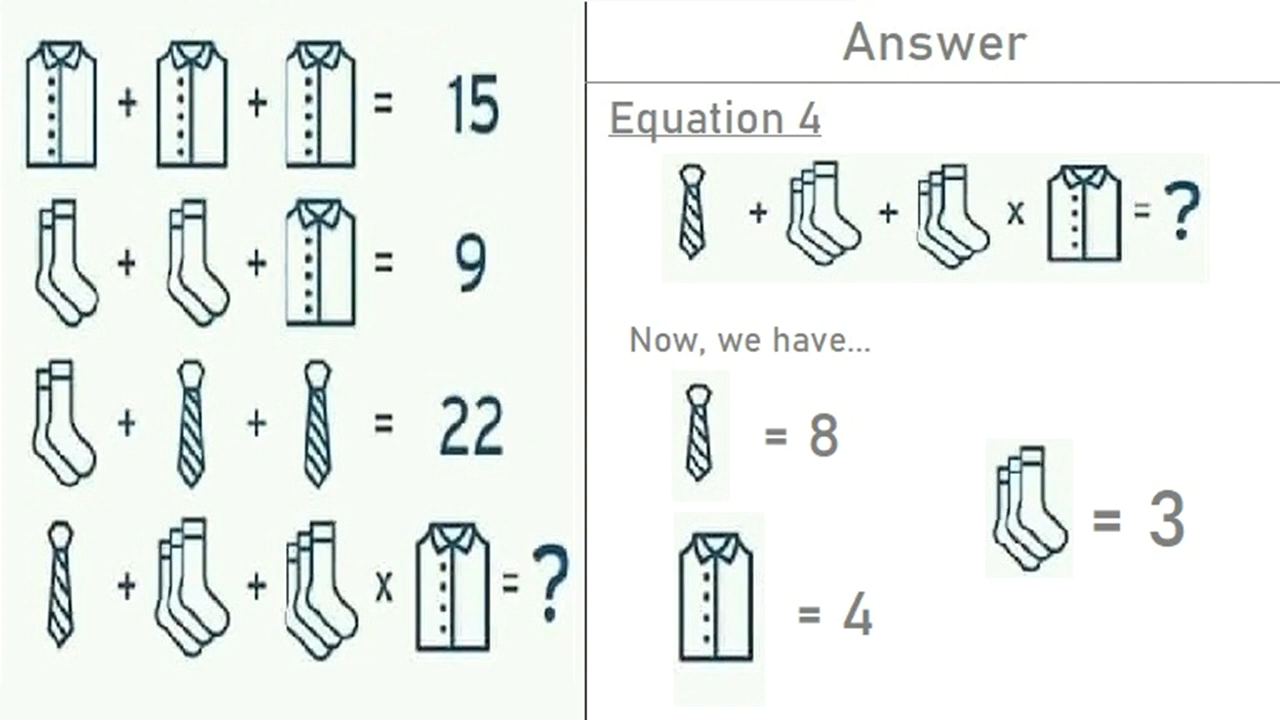 + + = 15
+ + = 9
+ + = 22
+ + x = ?
Answer
Equation 4
+ + x = ?
Now, we have...
= 8
= 3
= 4